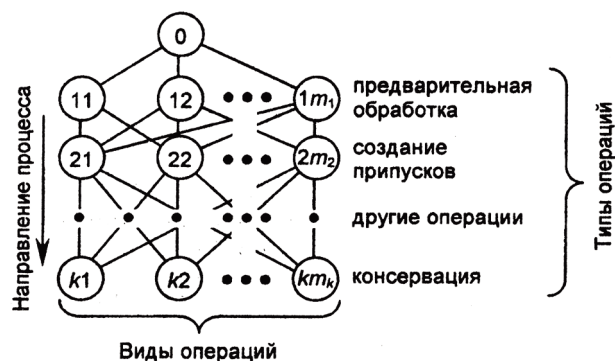 0
11 12 1m₁ предварительная
обработка
21 22 2m₂ создание
припусков
другие операции
k1 k2 kmₖ консервация
Направление процесса
Типы операций
Виды операций